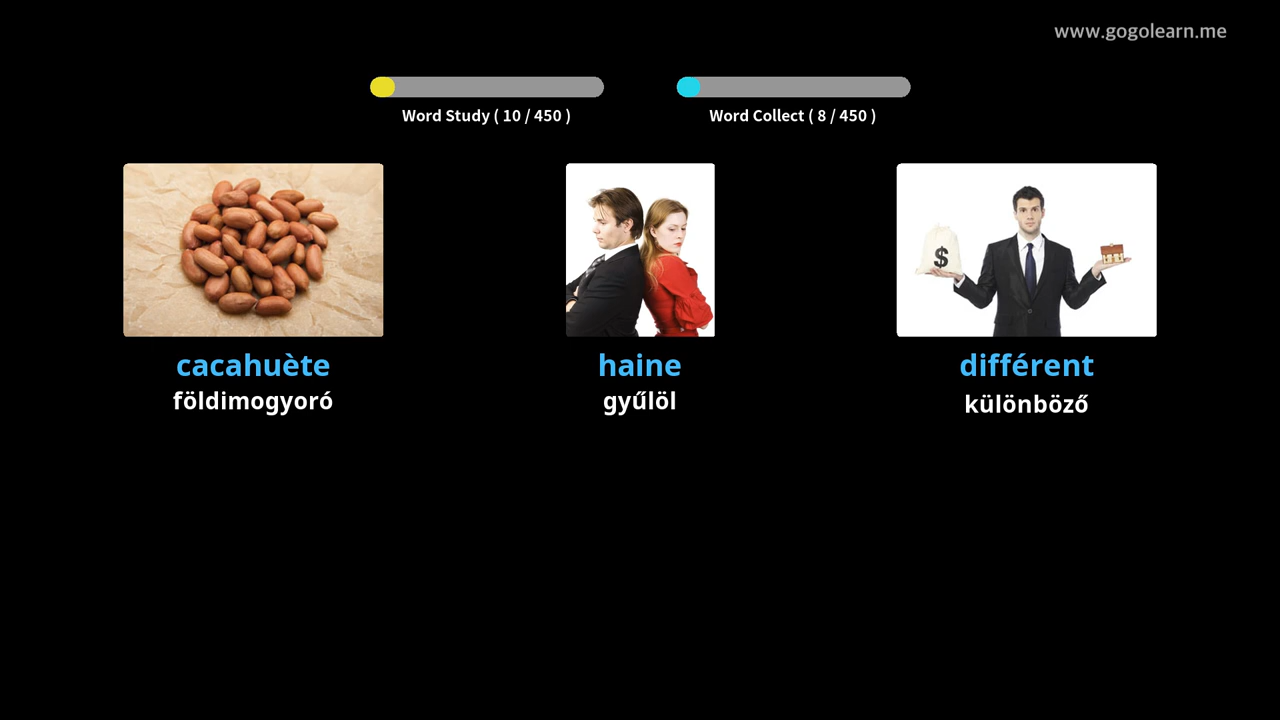 www.gogolearn.me
Word Study ( 10 / 450 )
Word Collect ( 8 / 450 )
$
cacahuète
földimogyoró
haine
gyűlöl
différent
különböző